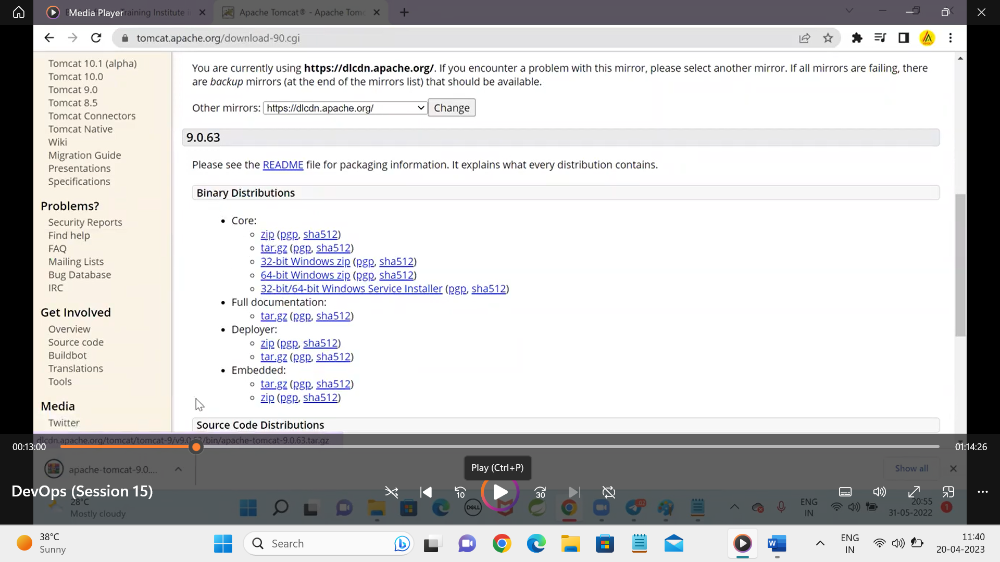 Media Player
Training Institute i
Apache Tomcat® - Apache Tomc
tomcat.apache.org/download-90.cgi
Tomcat 10.1 (alpha)
Tomcat 10.0
Tomcat 9.0
Tomcat 8.5
Tomcat Connectors
Tomcat Native
Wiki
Migration Guide
Presentations
Specifications
Problems?
Security Reports
Find help
FAQ
Mailing Lists
Bug Database
IRC
Get Involved
Overview
Source code
Buildbot
Translations
Tools
Media
Twitter
You are currently using https://dlcdn.apache.org/. If you encounter a problem with this mirror, please select another mirror. If all mirrors are failing, there
are backup mirrors (at the end of the mirrors list) that should be available.
Other mirrors: https://dlcdn.apache.org/ Change
9.0.63
Please see the README file for packaging information. It explains what every distribution contains.
Binary Distributions
Core:
zip (pgp, sha512)
tar.gz (pgp, sha512)
32-bit Windows zip (pgp, sha512)
64-bit Windows zip (pgp, sha512)
32-bit/64-bit Windows Service Installer (pgp, sha512)
Full documentation:
tar.gz (pgp, sha512)
Deployer:
zip (pgp, sha512)
tar.gz (pgp, sha512)
Embedded:
tar.gz (pgp, sha512)
zip (pgp, sha512)
Source Code Distributions
dlcdn.apache.org/tomcat/tomcat-9/v9.0.63/bin/apache-tomcat-9.0.63.tar.gz
00:13:00
01:14:26
apache-tomcat-9.0....
Play (Ctrl+P)
Show all
DevOps (Session 15)
10
30
28°C
Mostly cloudy
DELL
02
ENG
IN
20:55
31-05-2022
1
38°C
Sunny
Search
W
ENG
IN
11:40
20-04-2023